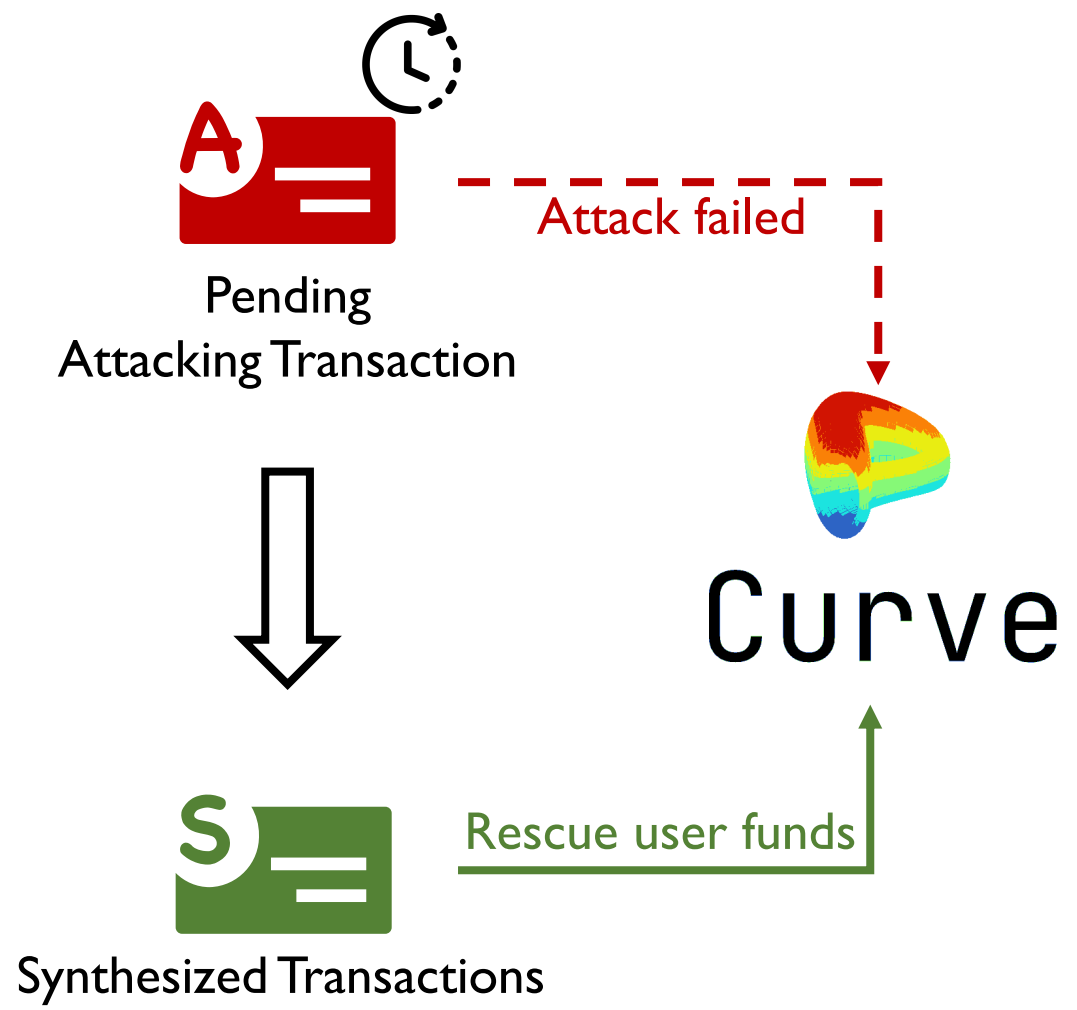 A
Attack failed
Pending
Attacking Transaction
Curve
S
Rescue user funds
Synthesized Transactions